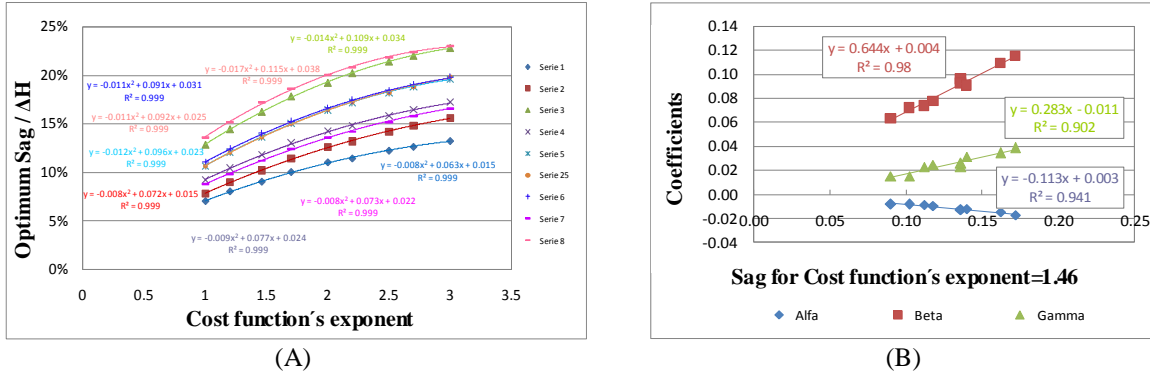 25%
20%
15%
10%
5%
0%
Optimum Sag / ΔH
y = -0.014x² + 0.109x + 0.034
R² = 0.999
y = -0.017x² + 0.115x + 0.038
R² = 0.999
y = -0.011x² + 0.091x + 0.031
R² = 0.999
y = -0.011x² + 0.092x + 0.025
R² = 0.999
y = -0.012x² + 0.096x + 0.023
R² = 0.999
y = -0.008x² + 0.063x + 0.015
R² = 0.999
y = -0.008x² + 0.072x + 0.015
R² = 0.999
y = -0.008x² + 0.073x + 0.022
R² = 0.999
y = -0.009x² + 0.077x + 0.024
R² = 0.999
0 0.5 1 1.5 2 2.5 3 3.5
Cost function´s exponent
Serie 1
Serie 2
Serie 3
Serie 4
Serie 5
Serie 25
Serie 6
Serie 7
Serie 8
(A)
0.14
0.12
0.10
0.08
0.06
0.04
0.02
0.00
-0.02
-0.04
Coefficients
y = 0.644x + 0.004
R² = 0.98
y = 0.283x - 0.011
R² = 0.902
y = -0.113x + 0.003
R² = 0.941
0.00 0.05 0.10 0.15 0.20 0.25
Sag for Cost function´s exponent=1.46
Alfa Beta Gamma
(B)